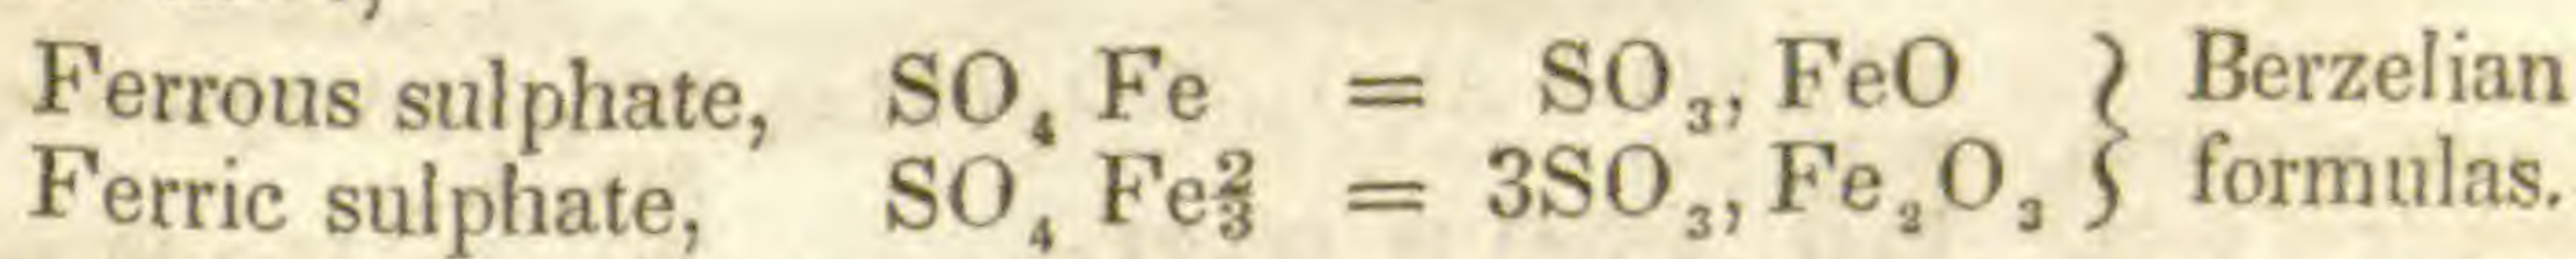 Ferrous sulphate, SO₄ Fe = SO₃, FeO } Berzelian
Ferric sulphate, SO₄ Fe⅔ = 3SO₃, Fe₂O₃ } formulas.